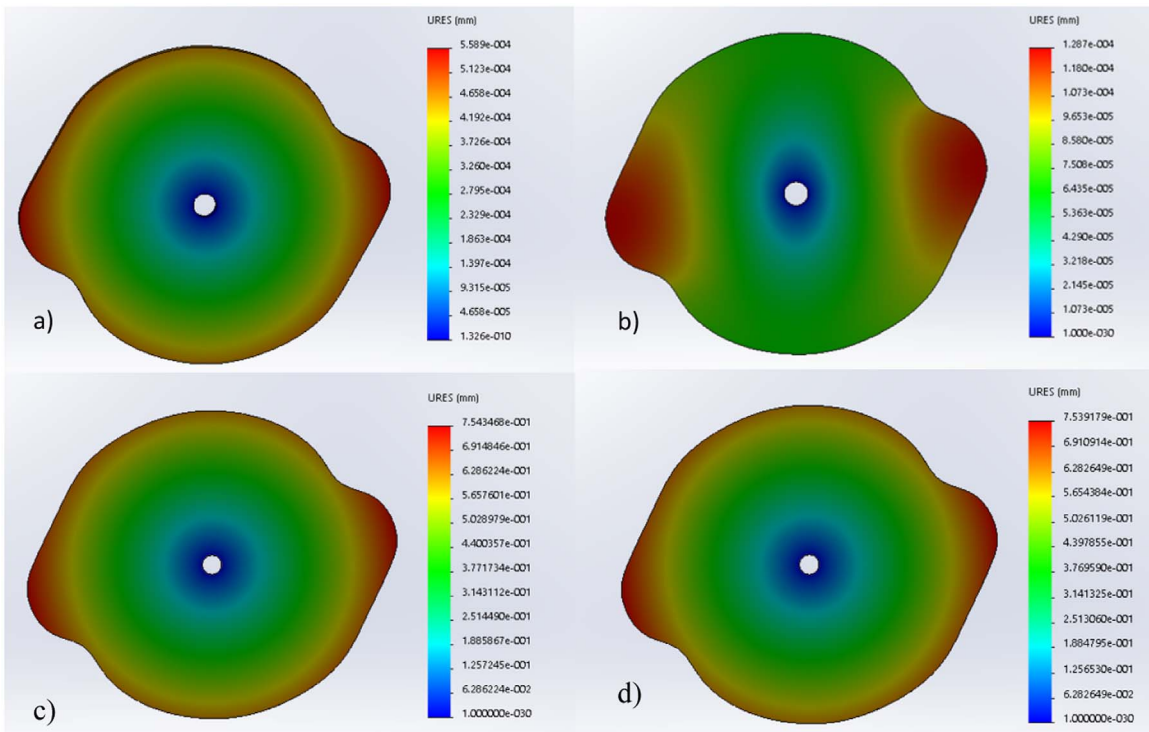 URES (mm)
5.589e-004
5.123e-004
4.658e-004
4.192e-004
3.726e-004
3.260e-004
2.795e-004
2.329e-004
1.863e-004
1.397e-004
9.315e-005
4.658e-005
1.326e-010
a)
URES (mm)
1.287e-004
1.180e-004
1.073e-004
9.653e-005
8.580e-005
7.508e-005
6.435e-005
5.363e-005
4.290e-005
3.218e-005
2.145e-005
1.073e-005
1.000e-030
b)
URES (mm)
7.543468e-001
6.914846e-001
6.286224e-001
5.657601e-001
5.028979e-001
4.400357e-001
3.771734e-001
3.143112e-001
2.514490e-001
1.885867e-001
1.257245e-001
6.286224e-002
1.000000e-030
c)
URES (mm)
7.539179e-001
6.910914e-001
6.282649e-001
5.654384e-001
5.026119e-001
4.397855e-001
3.769590e-001
3.141325e-001
2.513060e-001
1.884795e-001
1.256530e-001
6.282649e-002
1.000000e-030
d)